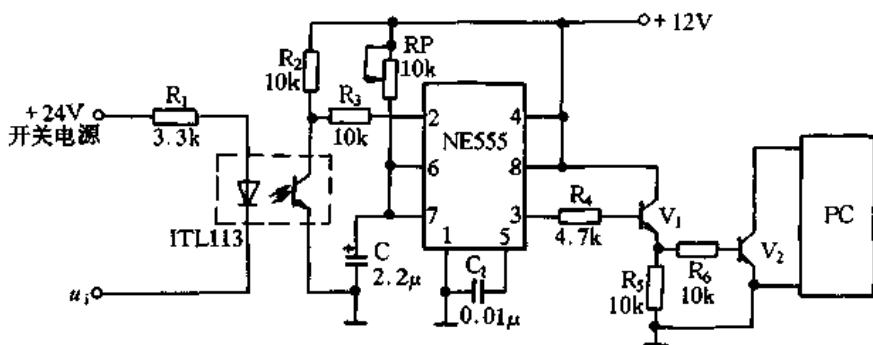 +12V
R₂
10k
RP
10k
+24V
开关电源
R₁
3.3k
R₃
10k
2
6
7
NE555
4
8
3
1
5
ITL113
C
2.2μ
C₁
0.01μ
R₄
4.7k
V₁
R₅
10k
R₆
10k
V₂
PC
uᵢ
+